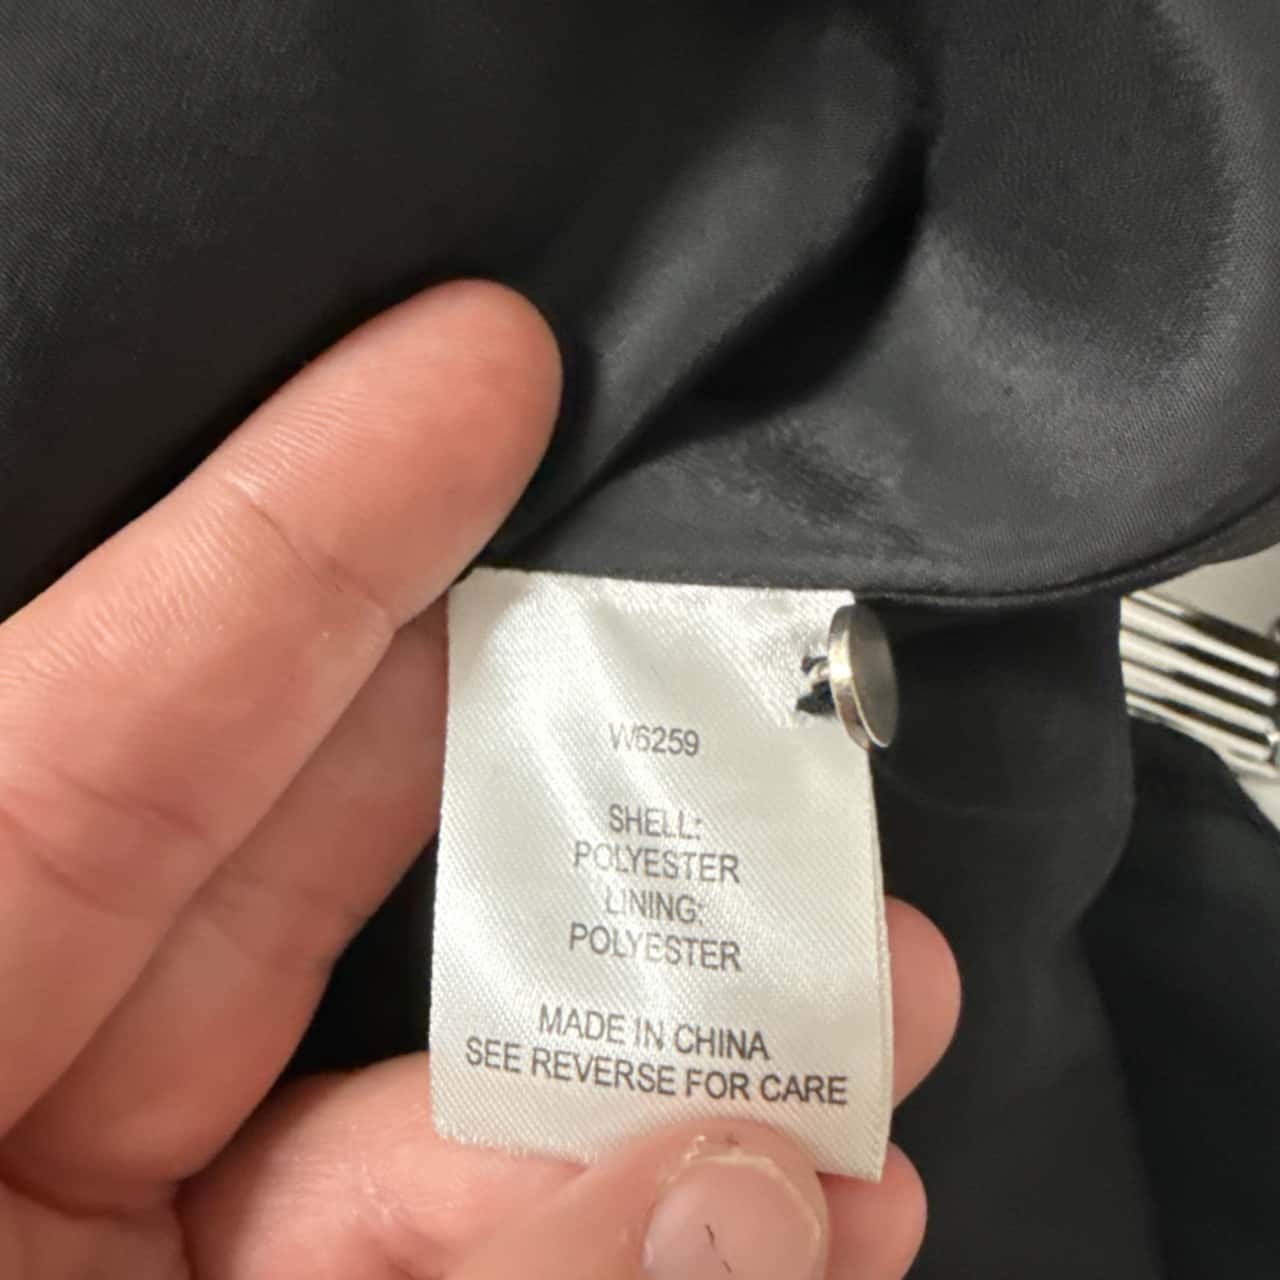 W6259
SHELL:
POLYESTER
LINING:
POLYESTER
MADE IN CHINA
SEE REVERSE FOR CARE